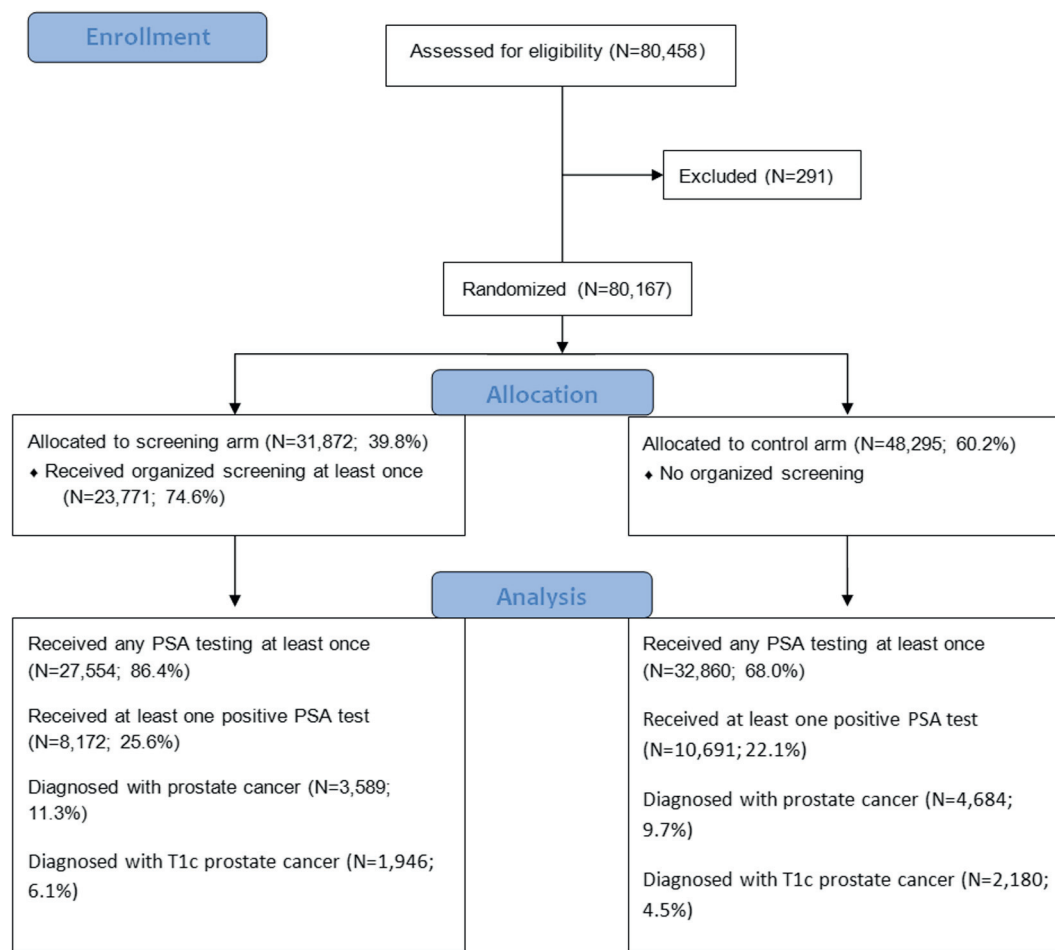 Enrollment
Assessed for eligibility (N=80,458)
Excluded (N=291)
Randomized (N=80,167)
Allocation
Allocated to screening arm (N=31,872; 39.8%)
♦ Received organized screening at least once
(N=23,771; 74.6%)
Allocated to control arm (N=48,295; 60.2%)
♦ No organized screening
Analysis
Received any PSA testing at least once
(N=27,554; 86.4%)
Received at least one positive PSA test
(N=8,172; 25.6%)
Diagnosed with prostate cancer (N=3,589;
11.3%)
Diagnosed with T1c prostate cancer (N=1,946;
6.1%)
Received any PSA testing at least once
(N=32,860; 68.0%)
Received at least one positive PSA test
(N=10,691; 22.1%)
Diagnosed with prostate cancer (N=4,684;
9.7%)
Diagnosed with T1c prostate cancer (N=2,180;
4.5%)